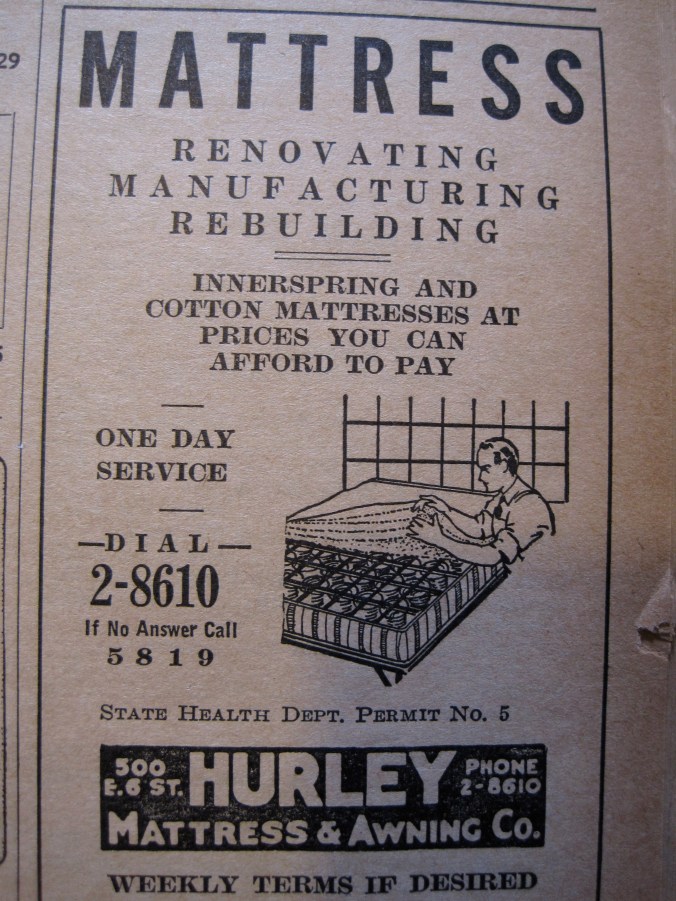 29
MATTRESS
RENOVATING
MANUFACTURING
REBUILDING
INNERSPRING AND
COTTON MATTRESSES AT
PRICES YOU CAN
AFFORD TO PAY
ONE DAY
SERVICE
—DIAL—
2-8610
If No Answer Call
5819
STATE HEALTH DEPT. PERMIT NO. 5
500
E. 6 ST.
HURLEY
PHONE
2-8610
MATTRESS & AWNING CO.
WEEKLY TERMS IF DESIRED